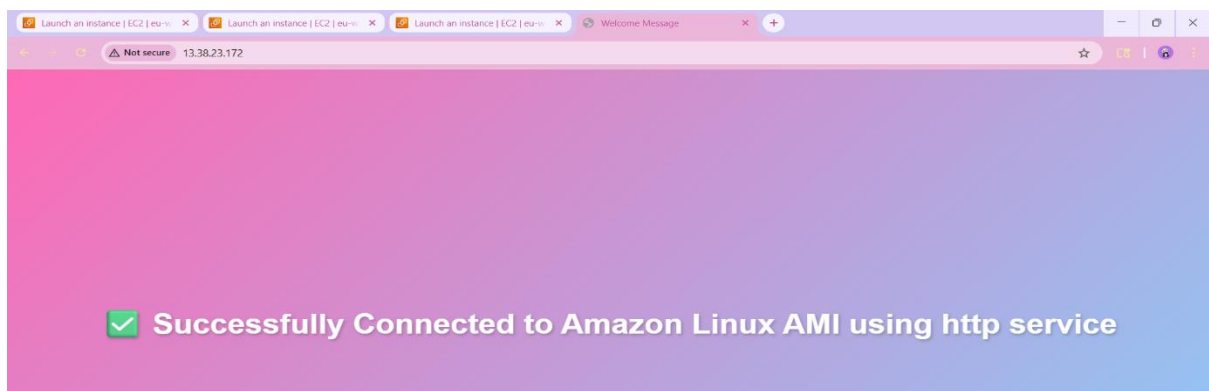 Launch an instance | EC2 | eu-w
Launch an instance | EC2 | eu-w
Launch an instance | EC2 | eu-w
Welcome Message
Not secure 13.38.23.172
✅ Successfully Connected to Amazon Linux AMI using http service